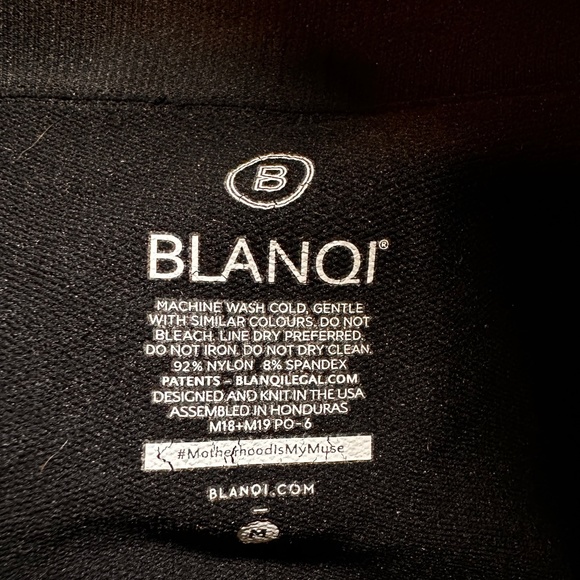 B
BLANQI®
MACHINE WASH COLD, GENTLE
WITH SIMILAR COLOURS. DO NOT
BLEACH. LINE DRY PREFERRED.
DO NOT IRON. DO NOT DRY CLEAN.
92% NYLON 8% SPANDEX
PATENTS – BLANQILEGAL.COM
DESIGNED AND KNIT IN THE USA
ASSEMBLED IN HONDURAS
M18+M19 PO-6
#MotherhoodIsMyMuse
BLANQI.COM
M